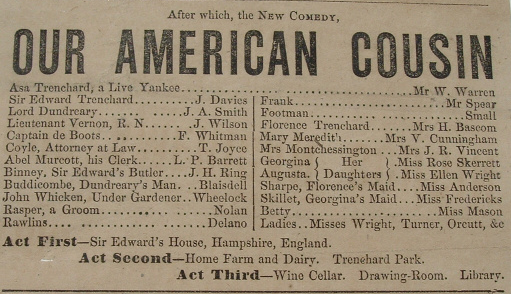 After which, the NEW COMEDY,
OUR AMERICAN COUSIN
Asa Trenchard, a Live Yankee.....................................Mr W. Warren
Sir Edward Trenchard.........J. Davies
Lord Dundreary..........J. A. Smith
Lieutenant Vernon, R. N.......J. Wilson
Captain de Boots.........F. Whitman
Coyle, Attorney at Law.......T. Joyce
Abel Murcott, his Clerk......L. P. Barrett
Binney, Sir Edward's Butler....J. H. Ring
Buddicombe, Dundreary's Man...Blaisdell
John Whicken, Under Gardener..Wheelock
Rasper, a Groom.................Nolan
Rawlins......................Delano
Frank.......................Mr Spear
Footman........................Small
Florence Trenchard......Mrs H. Bascom
Mary Meredith......Mrs V. Cunningham
Mrs Montchessington...Mrs J. R. Vincent
Georgina } Her { .Miss Rose Skerrett
Augusta. } Daughters { .Miss Ellen Wright
Sharpe, Florence's Maid....Miss Anderson
Skillet, Georgina's Maid...Miss Fredericks
Betty.....................Miss Mason
Ladies..Misses Wright, Turner, Orcutt, &c
Act First—Sir Edward's House, Hampshire, England.
Act Second—Home Farm and Dairy. Trenchard Park.
Act Third—Wine Cellar. Drawing-Room. Library.